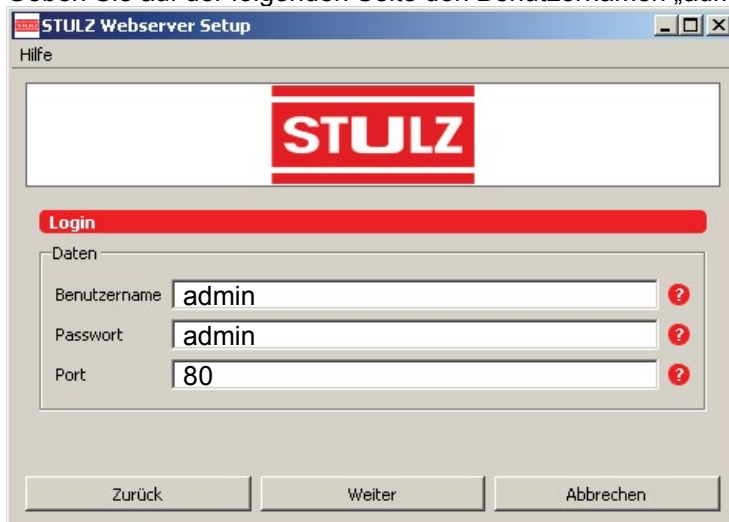 Geben Sie auf der folgenden Seite den Benutzernamen „adm
STULZ Webserver Setup
Hilfe
STULZ
Login
Daten
Benutzername admin ?
Passwort admin ?
Port 80 ?
Zurück Weiter Abbrechen